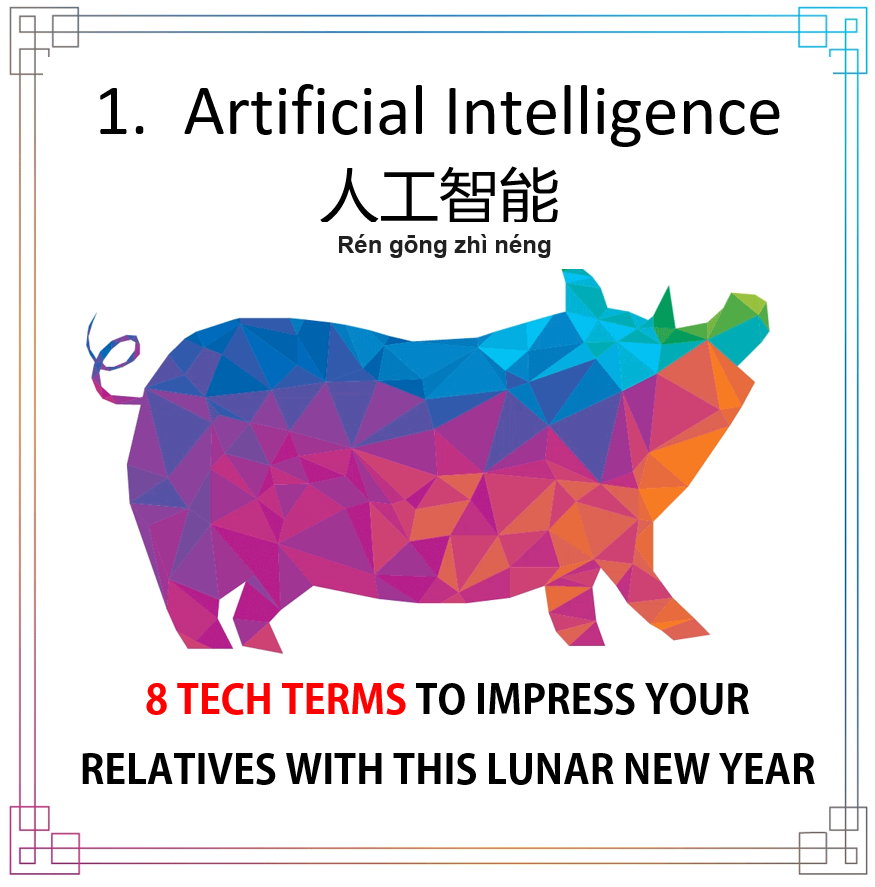 1. Artificial Intelligence
人工智能
Rén gōng zhì néng
8 TECH TERMS TO IMPRESS YOUR
RELATIVES WITH THIS LUNAR NEW YEAR